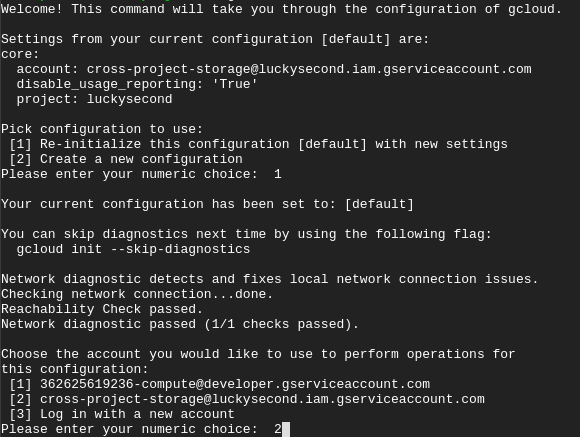 Welcome! This command will take you through the configuration of gcloud.
Settings from your current configuration [default] are:
core:
  account: cross-project-storage@luckysecond.iam.gserviceaccount.com
  disable_usage_reporting: 'True'
  project: luckysecond
Pick configuration to use:
 [1] Re-initialize this configuration [default] with new settings
 [2] Create a new configuration
Please enter your numeric choice:  1
Your current configuration has been set to: [default]
You can skip diagnostics next time by using the following flag:
  gcloud init --skip-diagnostics
Network diagnostic detects and fixes local network connection issues.
Checking network connection...done.
Reachability Check passed.
Network diagnostic passed (1/1 checks passed).
Choose the account you would like to use to perform operations for
this configuration:
 [1] 362625619236-compute@developer.gserviceaccount.com
 [2] cross-project-storage@luckysecond.iam.gserviceaccount.com
 [3] Log in with a new account
Please enter your numeric choice:  2